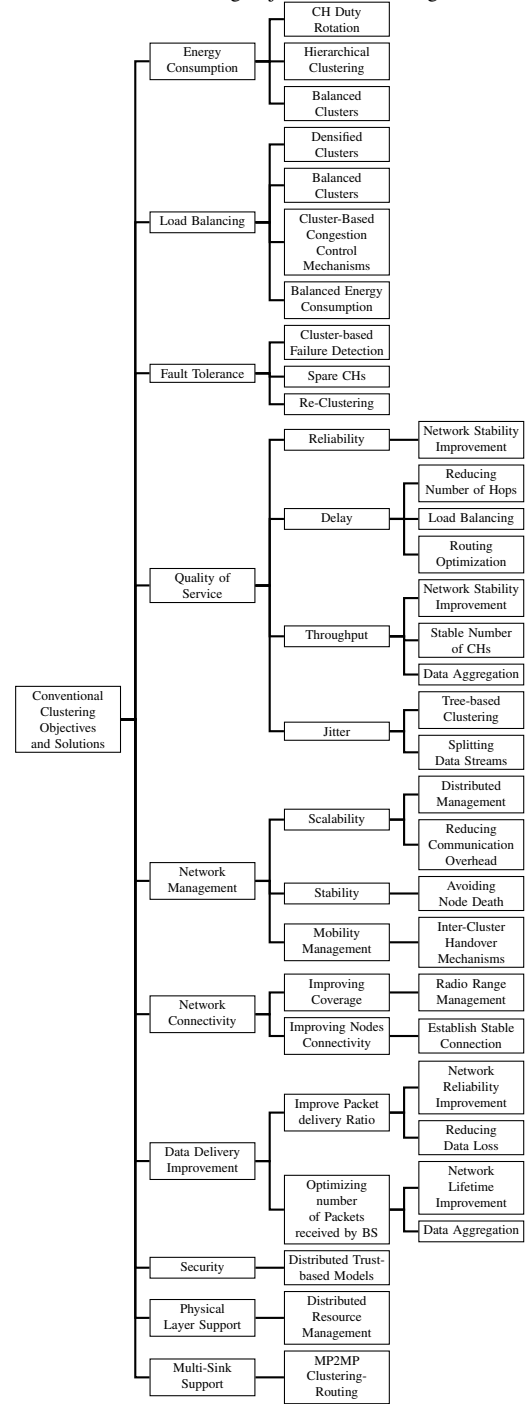 CH Duty
Rotation
Energy
Consumption
Hierarchical
Clustering
Balanced
Clusters
Densified
Clusters
Balanced
Clusters
Load Balancing
Cluster-Based
Congestion
Control
Mechanisms
Balanced Energy
Consumption
Cluster-based
Failure Detection
Fault Tolerance
Spare CHs
Re-Clustering
Reliability
Network Stability
Improvement
Reducing
Number of Hops
Delay
Load Balancing
Routing
Optimization
Quality of
Service
Network Stability
Improvement
Throughput
Stable Number
of CHs
Data Aggregation
Conventional
Clustering
Objectives
and Solutions
Tree-based
Clustering
Jitter
Splitting
Data Streams
Distributed
Management
Scalability
Reducing
Communication
Overhead
Network
Management
Stability
Avoiding
Node Death
Mobility
Management
Inter-Cluster
Handover
Mechanisms
Improving
Coverage
Radio Range
Management
Network
Connectivity
Improving Nodes
Connectivity
Establish Stable
Connection
Network
Reliability
Improvement
Improve Packet
delivery Ratio
Reducing
Data Loss
Data Delivery
Improvement
Network
Lifetime
Improvement
Optimizing
number
of Packets
received by BS
Data Aggregation
Security
Distributed Trust-
based Models
Physical
Layer Support
Distributed
Resource
Management
Multi-Sink
Support
MP2MP
Clustering-
Routing